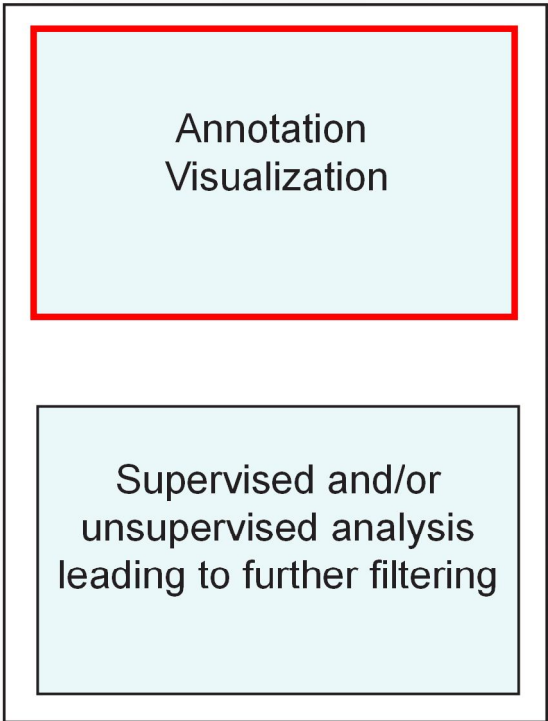 Annotation
Visualization
Supervised and/or
unsupervised analysis
leading to further filtering